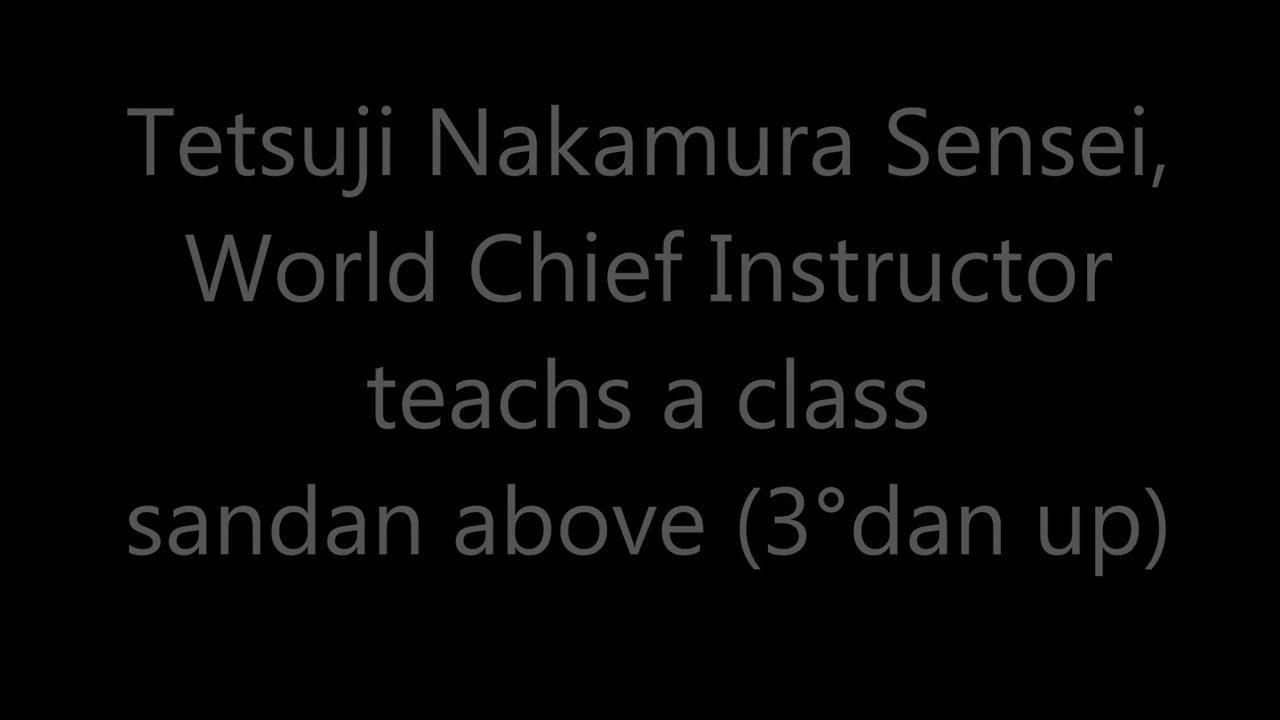 Tetsuji Nakamura Sensei,
World Chief Instructor
teachs a class
sandan above (3°dan up)